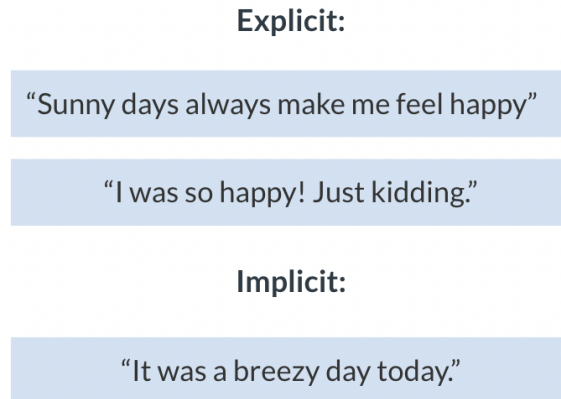 Explicit:
“Sunny days always make me feel happy”
“I was so happy! Just kidding.”
Implicit:
“It was a breezy day today.”